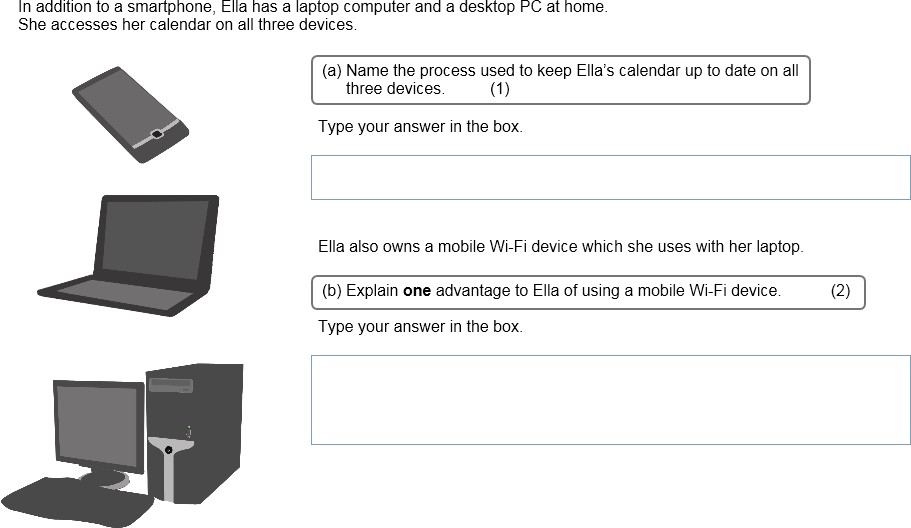 In addition to a smartphone, Ella has a laptop computer and a desktop PC at home.
She accesses her calendar on all three devices.
(a) Name the process used to keep Ella’s calendar up to date on all
three devices. (1)
Type your answer in the box.
Ella also owns a mobile Wi-Fi device which she uses with her laptop.
(b) Explain one advantage to Ella of using a mobile Wi-Fi device. (2)
Type your answer in the box.